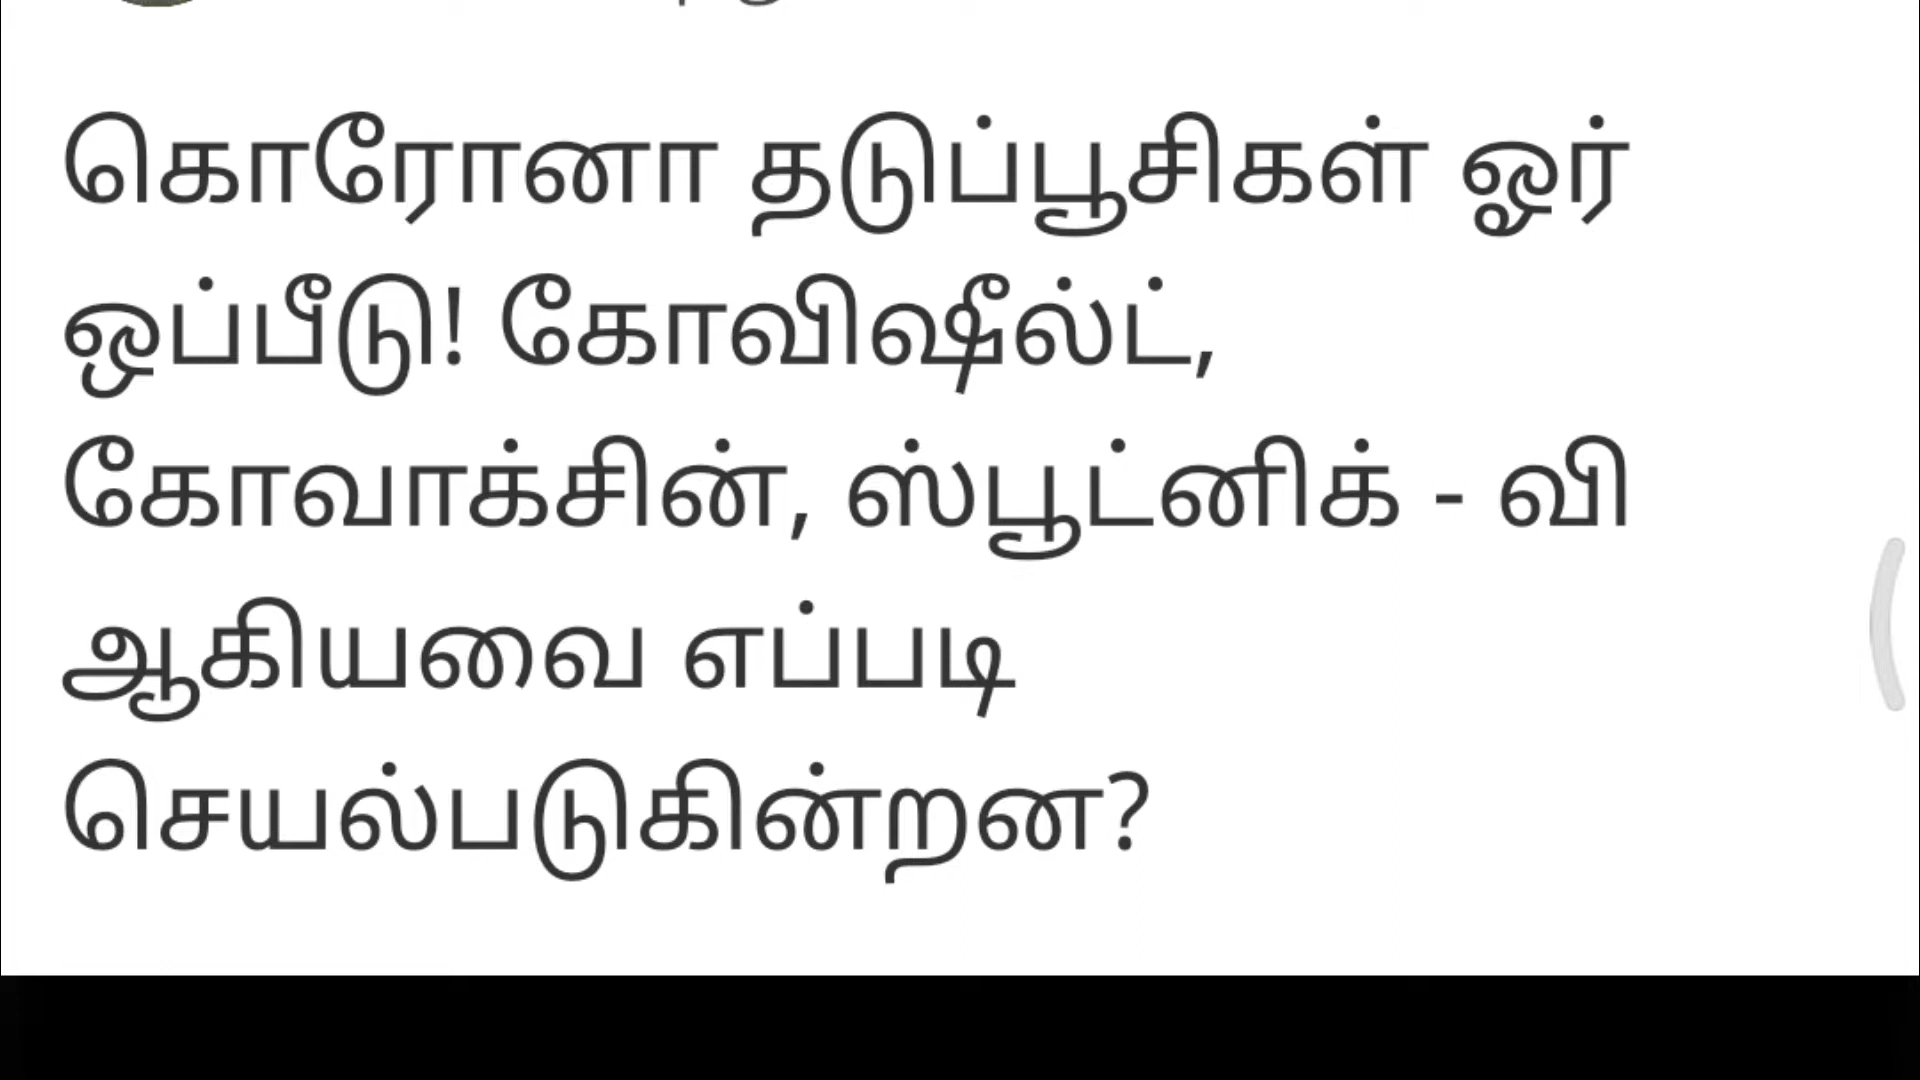 கொரோனா தடுப்பூசிகள் ஓர்
ஒப்பீடு! கோவிஷீல்ட்,
கோவாக்சின், ஸ்பூட்னிக் - வி
ஆகியவை எப்படி
செயல்படுகின்றன?